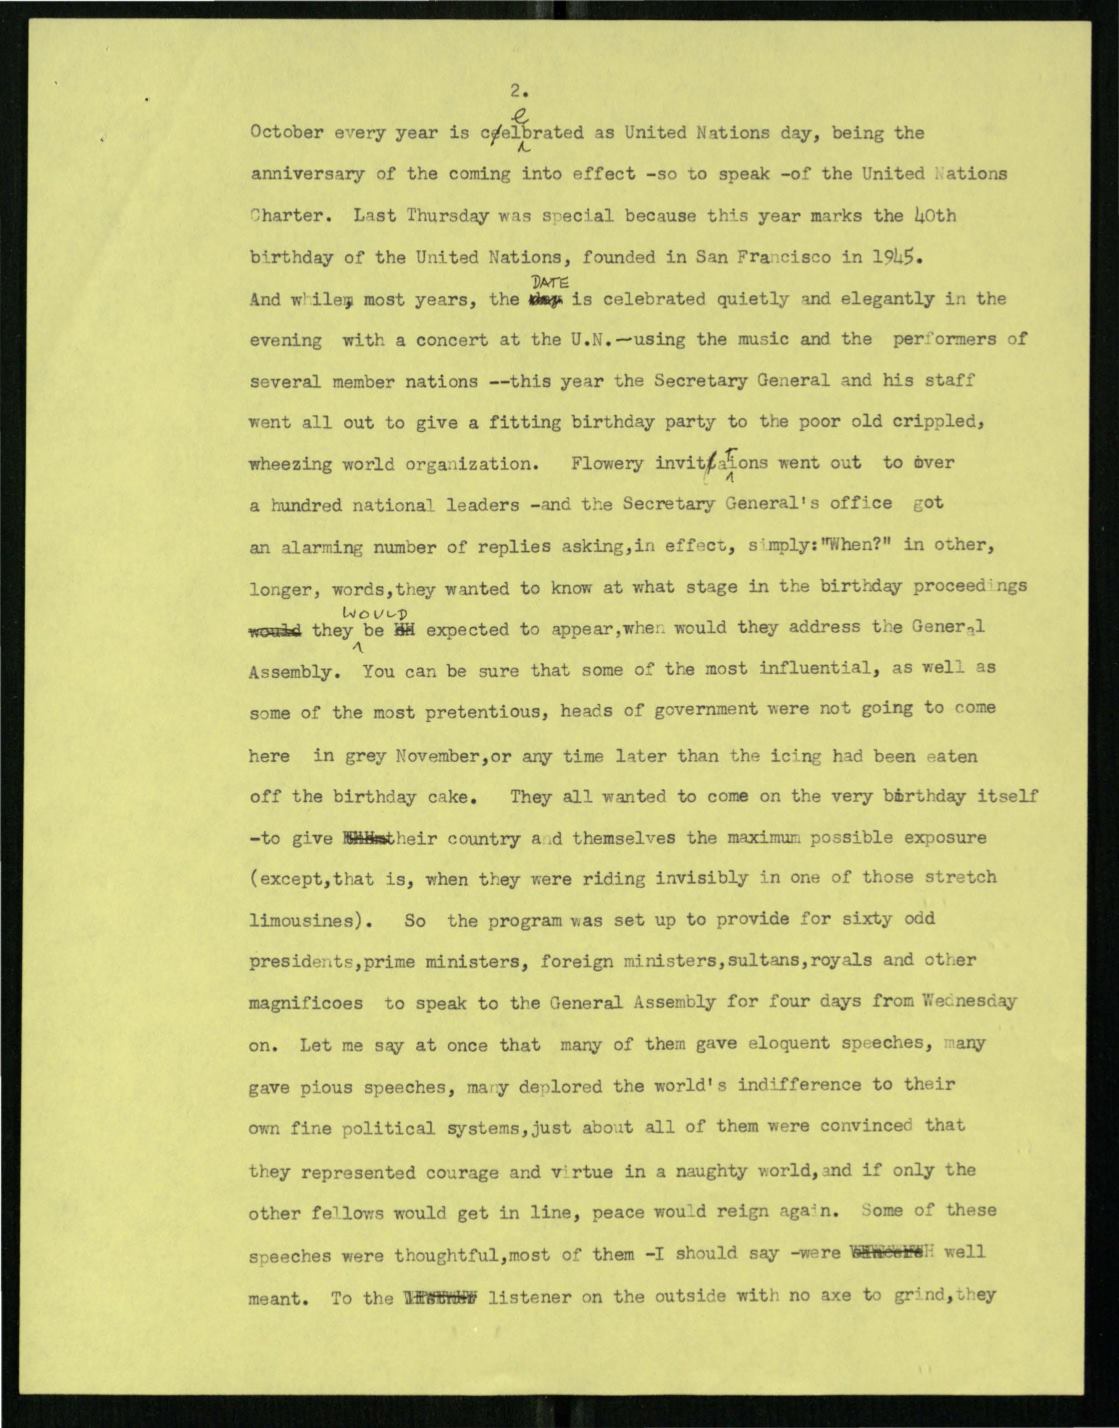 2.
October every year is celebrated as United Nations day, being the
anniversary of the coming into effect -so to speak -of the United Nations
Charter. Last Thursday was special because this year marks the 40th
birthday of the United Nations, founded in San Francisco in 1945.
And while, most years, the DATE is celebrated quietly and elegantly in the
evening with a concert at the U.N.—using the music and the performers of
several member nations --this year the Secretary General and his staff
went all out to give a fitting birthday party to the poor old crippled,
wheezing world organization. Flowery invitations went out to over
a hundred national leaders -and the Secretary General's office got
an alarming number of replies asking,in effect, simply:"When?" in other,
longer, words,they wanted to know at what stage in the birthday proceedings
they WOULD be expected to appear,when would they address the General
Assembly. You can be sure that some of the most influential, as well as
some of the most pretentious, heads of government were not going to come
here in grey November,or any time later than the icing had been eaten
off the birthday cake. They all wanted to come on the very birthday itself
-to give their country and themselves the maximum possible exposure
(except,that is, when they were riding invisibly in one of those stretch
limousines). So the program was set up to provide for sixty odd
presidents,prime ministers, foreign ministers,sultans,royals and other
magnificoes to speak to the General Assembly for four days from Wednesday
on. Let me say at once that many of them gave eloquent speeches, many
gave pious speeches, many deplored the world's indifference to their
own fine political systems,just about all of them were convinced that
they represented courage and virtue in a naughty world,and if only the
other fellows would get in line, peace would reign again. Some of these
speeches were thoughtful,most of them -I should say -were well
meant. To the listener on the outside with no axe to grind,they